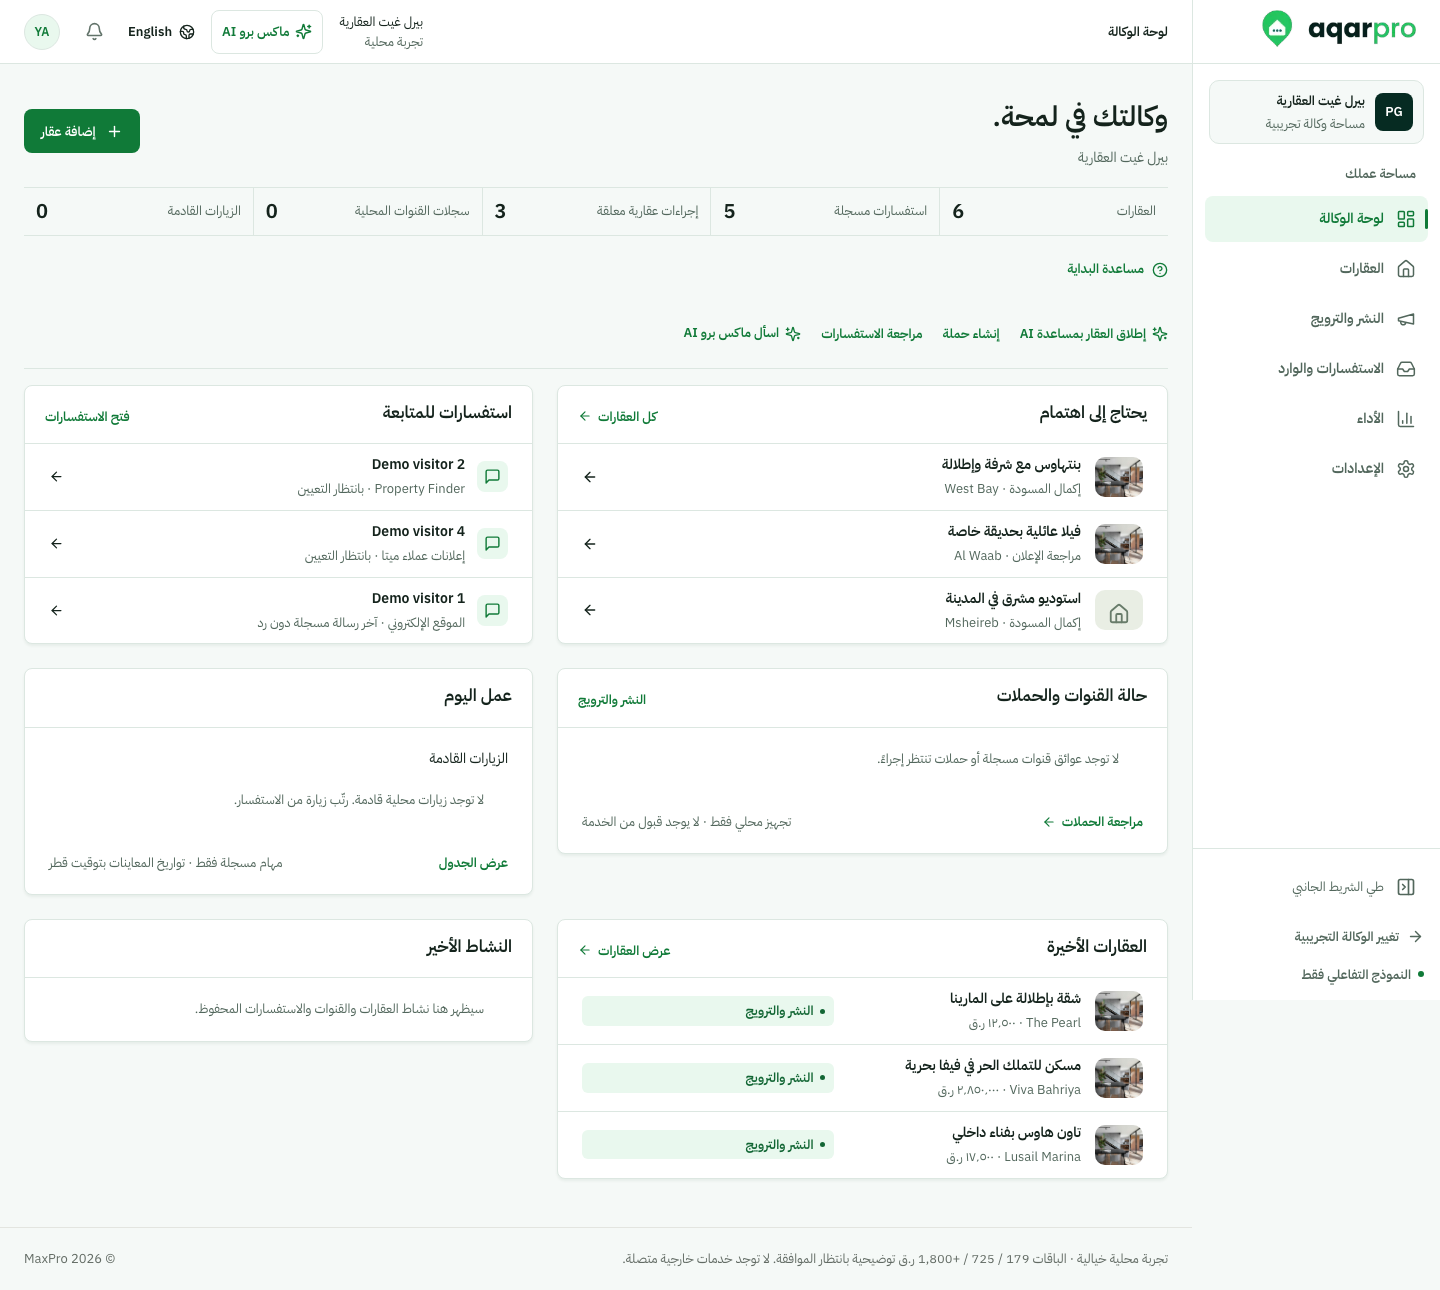 aqarpro
لوحة الوكالة
بيرل غيت العقارية
تجربة محلية
ماكس برو AI
English
YA
PG
بيرل غيت العقارية
مساحة وكالة تجريبية
مساحة عملك
لوحة الوكالة
العقارات
النشر والترويج
الاستفسارات والوارد
الأداء
الإعدادات
طي الشريط الجانبي
تغيير الوكالة التجريبية
النموذج التفاعلي فقط
وكالتك في لمحة.
بيرل غيت العقارية
إضافة عقار
العقارات 6
استفسارات مسجلة 5
إجراءات عقارية معلقة 3
سجلات القنوات المحلية 0
الزيارات القادمة 0
مساعدة البداية
إطلاق العقار بمساعدة AI
إنشاء حملة
مراجعة الاستفسارات
اسأل ماكس برو AI
يحتاج إلى اهتمام
كل العقارات
بنتهاوس مع شرفة وإطلالة
إكمال المسودة · West Bay
فيلا عائلية بحديقة خاصة
مراجعة الإعلان · Al Waab
استوديو مشرق في المدينة
إكمال المسودة · Msheireb
استفسارات للمتابعة
فتح الاستفسارات
Demo visitor 2
Property Finder · بانتظار التعيين
Demo visitor 4
إعلانات عملاء ميتا · بانتظار التعيين
Demo visitor 1
الموقع الإلكتروني · آخر رسالة مسجلة دون رد
حالة القنوات والحملات
النشر والترويج
لا توجد عوائق قنوات مسجلة أو حملات تنتظر إجراءً.
مراجعة الحملات
تجهيز محلي فقط · لا يوجد قبول من الخدمة
عمل اليوم
الزيارات القادمة
لا توجد زيارات محلية قادمة. رتّب زيارة من الاستفسار.
عرض الجدول
مهام مسجلة فقط · تواريخ المعاينات بتوقيت قطر
العقارات الأخيرة
عرض العقارات
شقة بإطلالة على المارينا
The Pearl · ١٢٬٥٠٠ ر.ق
النشر والترويج
مسكن للتملك الحر في فيفا بحرية
Viva Bahriya · ٢٬٨٥٠٬٠٠٠ ر.ق
النشر والترويج
تاون هاوس بفناء داخلي
Lusail Marina · ١٧٬٥٠٠ ر.ق
النشر والترويج
النشاط الأخير
سيظهر هنا نشاط العقارات والقنوات والاستفسارات المحفوظ.
تجربة محلية خيالية · الباقات 179 / 725 / +1,800 ر.ق توضيحية بانتظار الموافقة. لا توجد خدمات خارجية متصلة.
© 2026 MaxPro